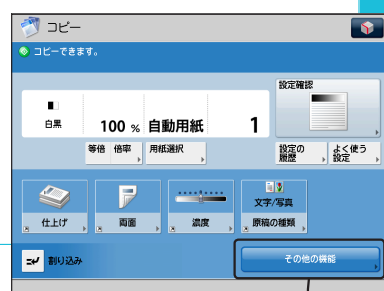 コピー
コピーできます。
設定確認
白黒
100 % 自動用紙 1
等倍 倍率 用紙選択
設定の履歴
よく使う設定
仕上げ
両面
濃度
文字/写真
原稿の種類
割り込み
その他の機能